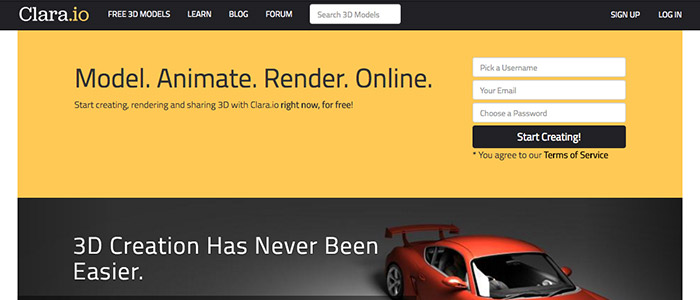 Clara.io FREE 3D MODELS LEARN BLOG FORUM Search 3D Models SIGN UP LOG IN
Model. Animate. Render. Online.
Start creating, rendering and sharing 3D with Clara.io right now, for free!
Pick a Username
Your Email
Choose a Password
Start Creating!
* You agree to our Terms of Service
3D Creation Has Never Been
Easier.